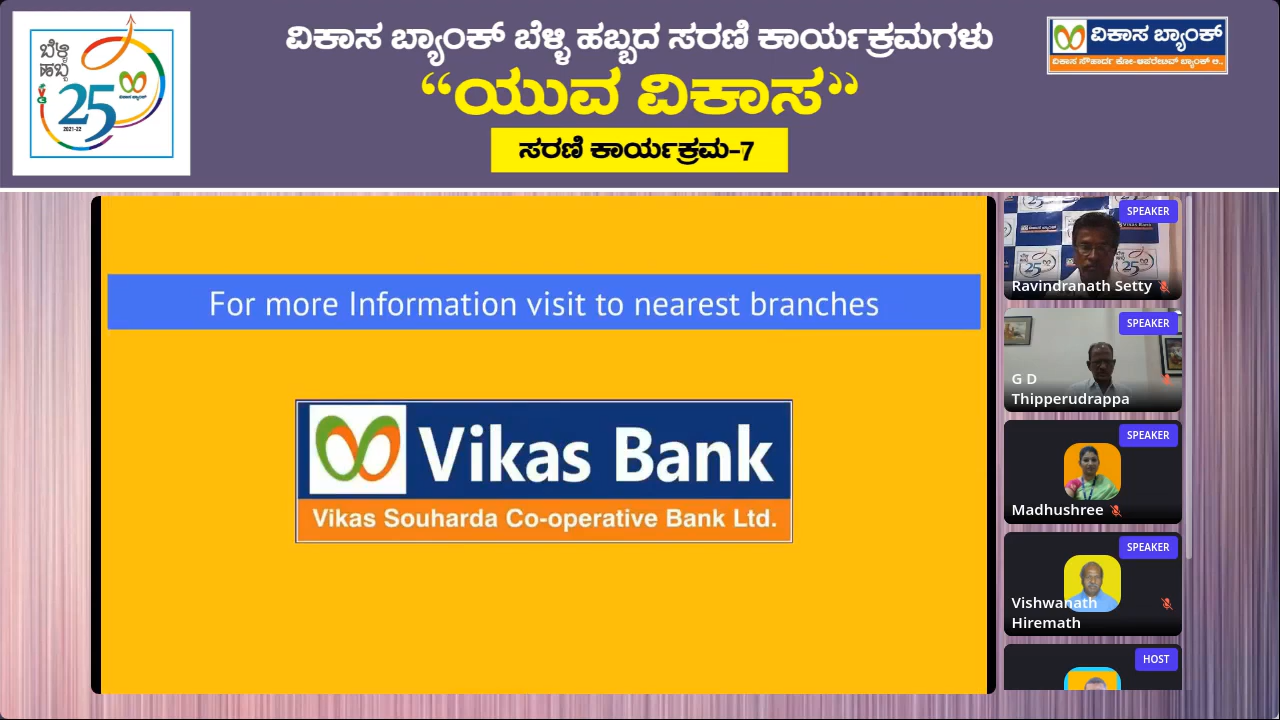 ಬೆಳ್ಳಿ
ಹಬ್ಬ
25
2021-22
ವಿಕಾಸ ಬ್ಯಾಂಕ್ ಬೆಳ್ಳಿ ಹಬ್ಬದ ಸರಣಿ ಕಾರ್ಯಕ್ರಮಗಳು
“ಯುವ ವಿಕಾಸ”
ಸರಣಿ ಕಾರ್ಯಕ್ರಮ-7
ವಿಕಾಸ ಬ್ಯಾಂಕ್
ವಿಕಾಸ ಸೌಹಾರ್ದ ಕೋ-ಆಪರೇಟಿವ್ ಬ್ಯಾಂಕ್ ಲಿ.,
For more Information visit to nearest branches
Vikas Bank
Vikas Souharda Co-operative Bank Ltd.
SPEAKER
Ravindranath Setty
SPEAKER
G D
Thipperudrappa
SPEAKER
Madhushree
SPEAKER
Vishwanath
Hiremath
HOST